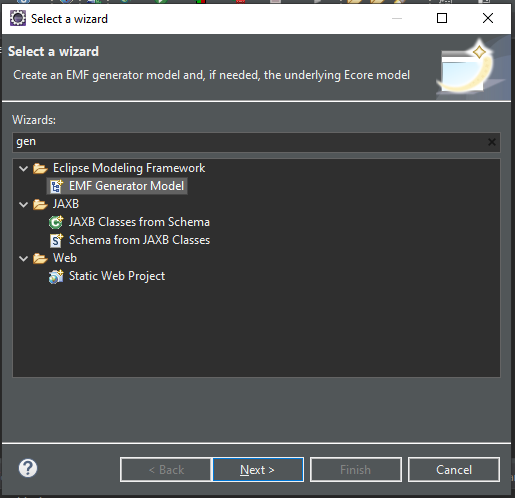 Select a wizard
Select a wizard
Create an EMF generator model and, if needed, the underlying Ecore model
Wizards:
gen
Eclipse Modeling Framework
EMF Generator Model
JAXB
JAXB Classes from Schema
Schema from JAXB Classes
Web
Static Web Project
< Back
Next >
Finish
Cancel